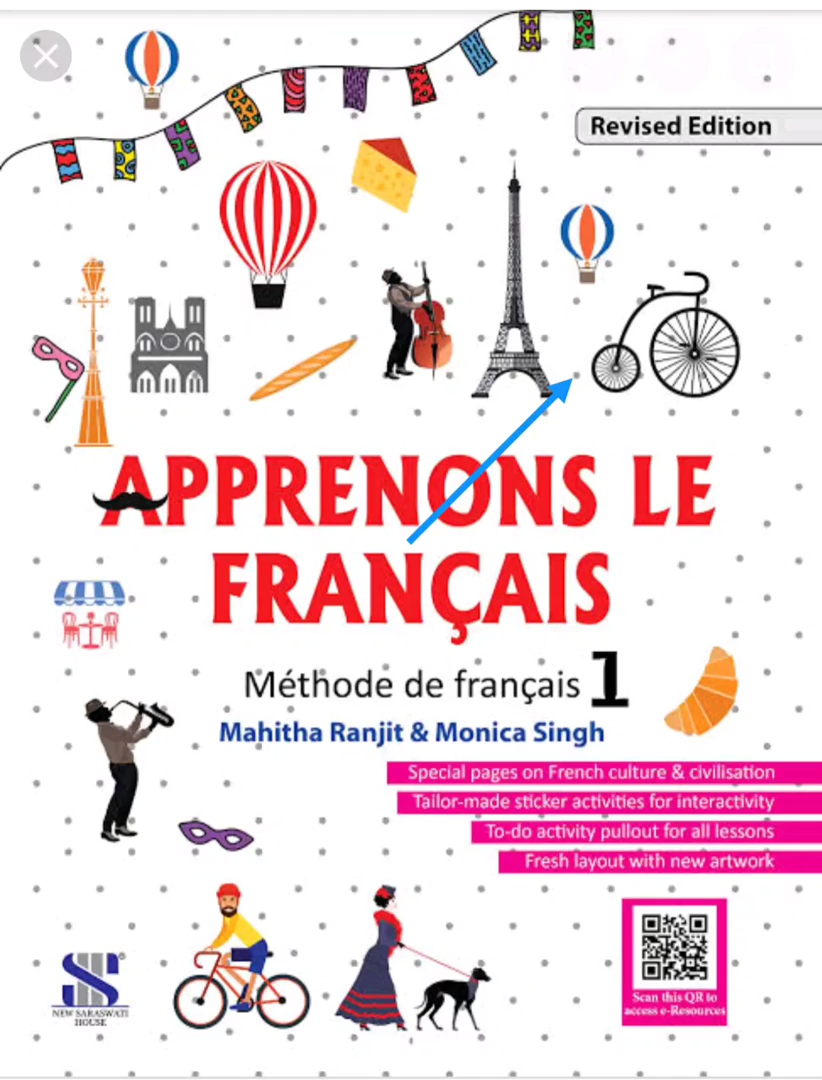 Revised Edition
APPRENONS LE
FRANÇAIS
Méthode de français 1
Mahitha Ranjit & Monica Singh
Special pages on French culture & civilisation
Tailor-made sticker activities for interactivity
To-do activity pullout for all lessons
Fresh layout with new artwork
NEW SARASWATI
HOUSE
Scan this QR to
access e-Resources